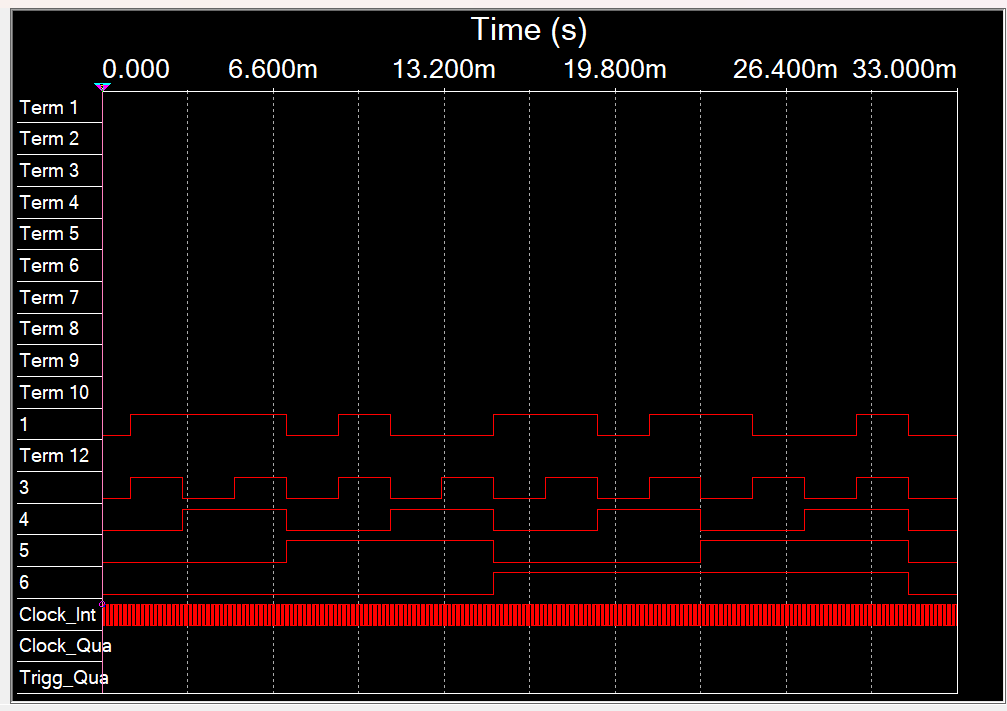 Time (s)
0.000 6.600m 13.200m 19.800m 26.400m 33.000m
Term 1
Term 2
Term 3
Term 4
Term 5
Term 6
Term 7
Term 8
Term 9
Term 10
1
Term 12
3
4
5
6
Clock_Int
Clock_Qua
Trigg_Qua